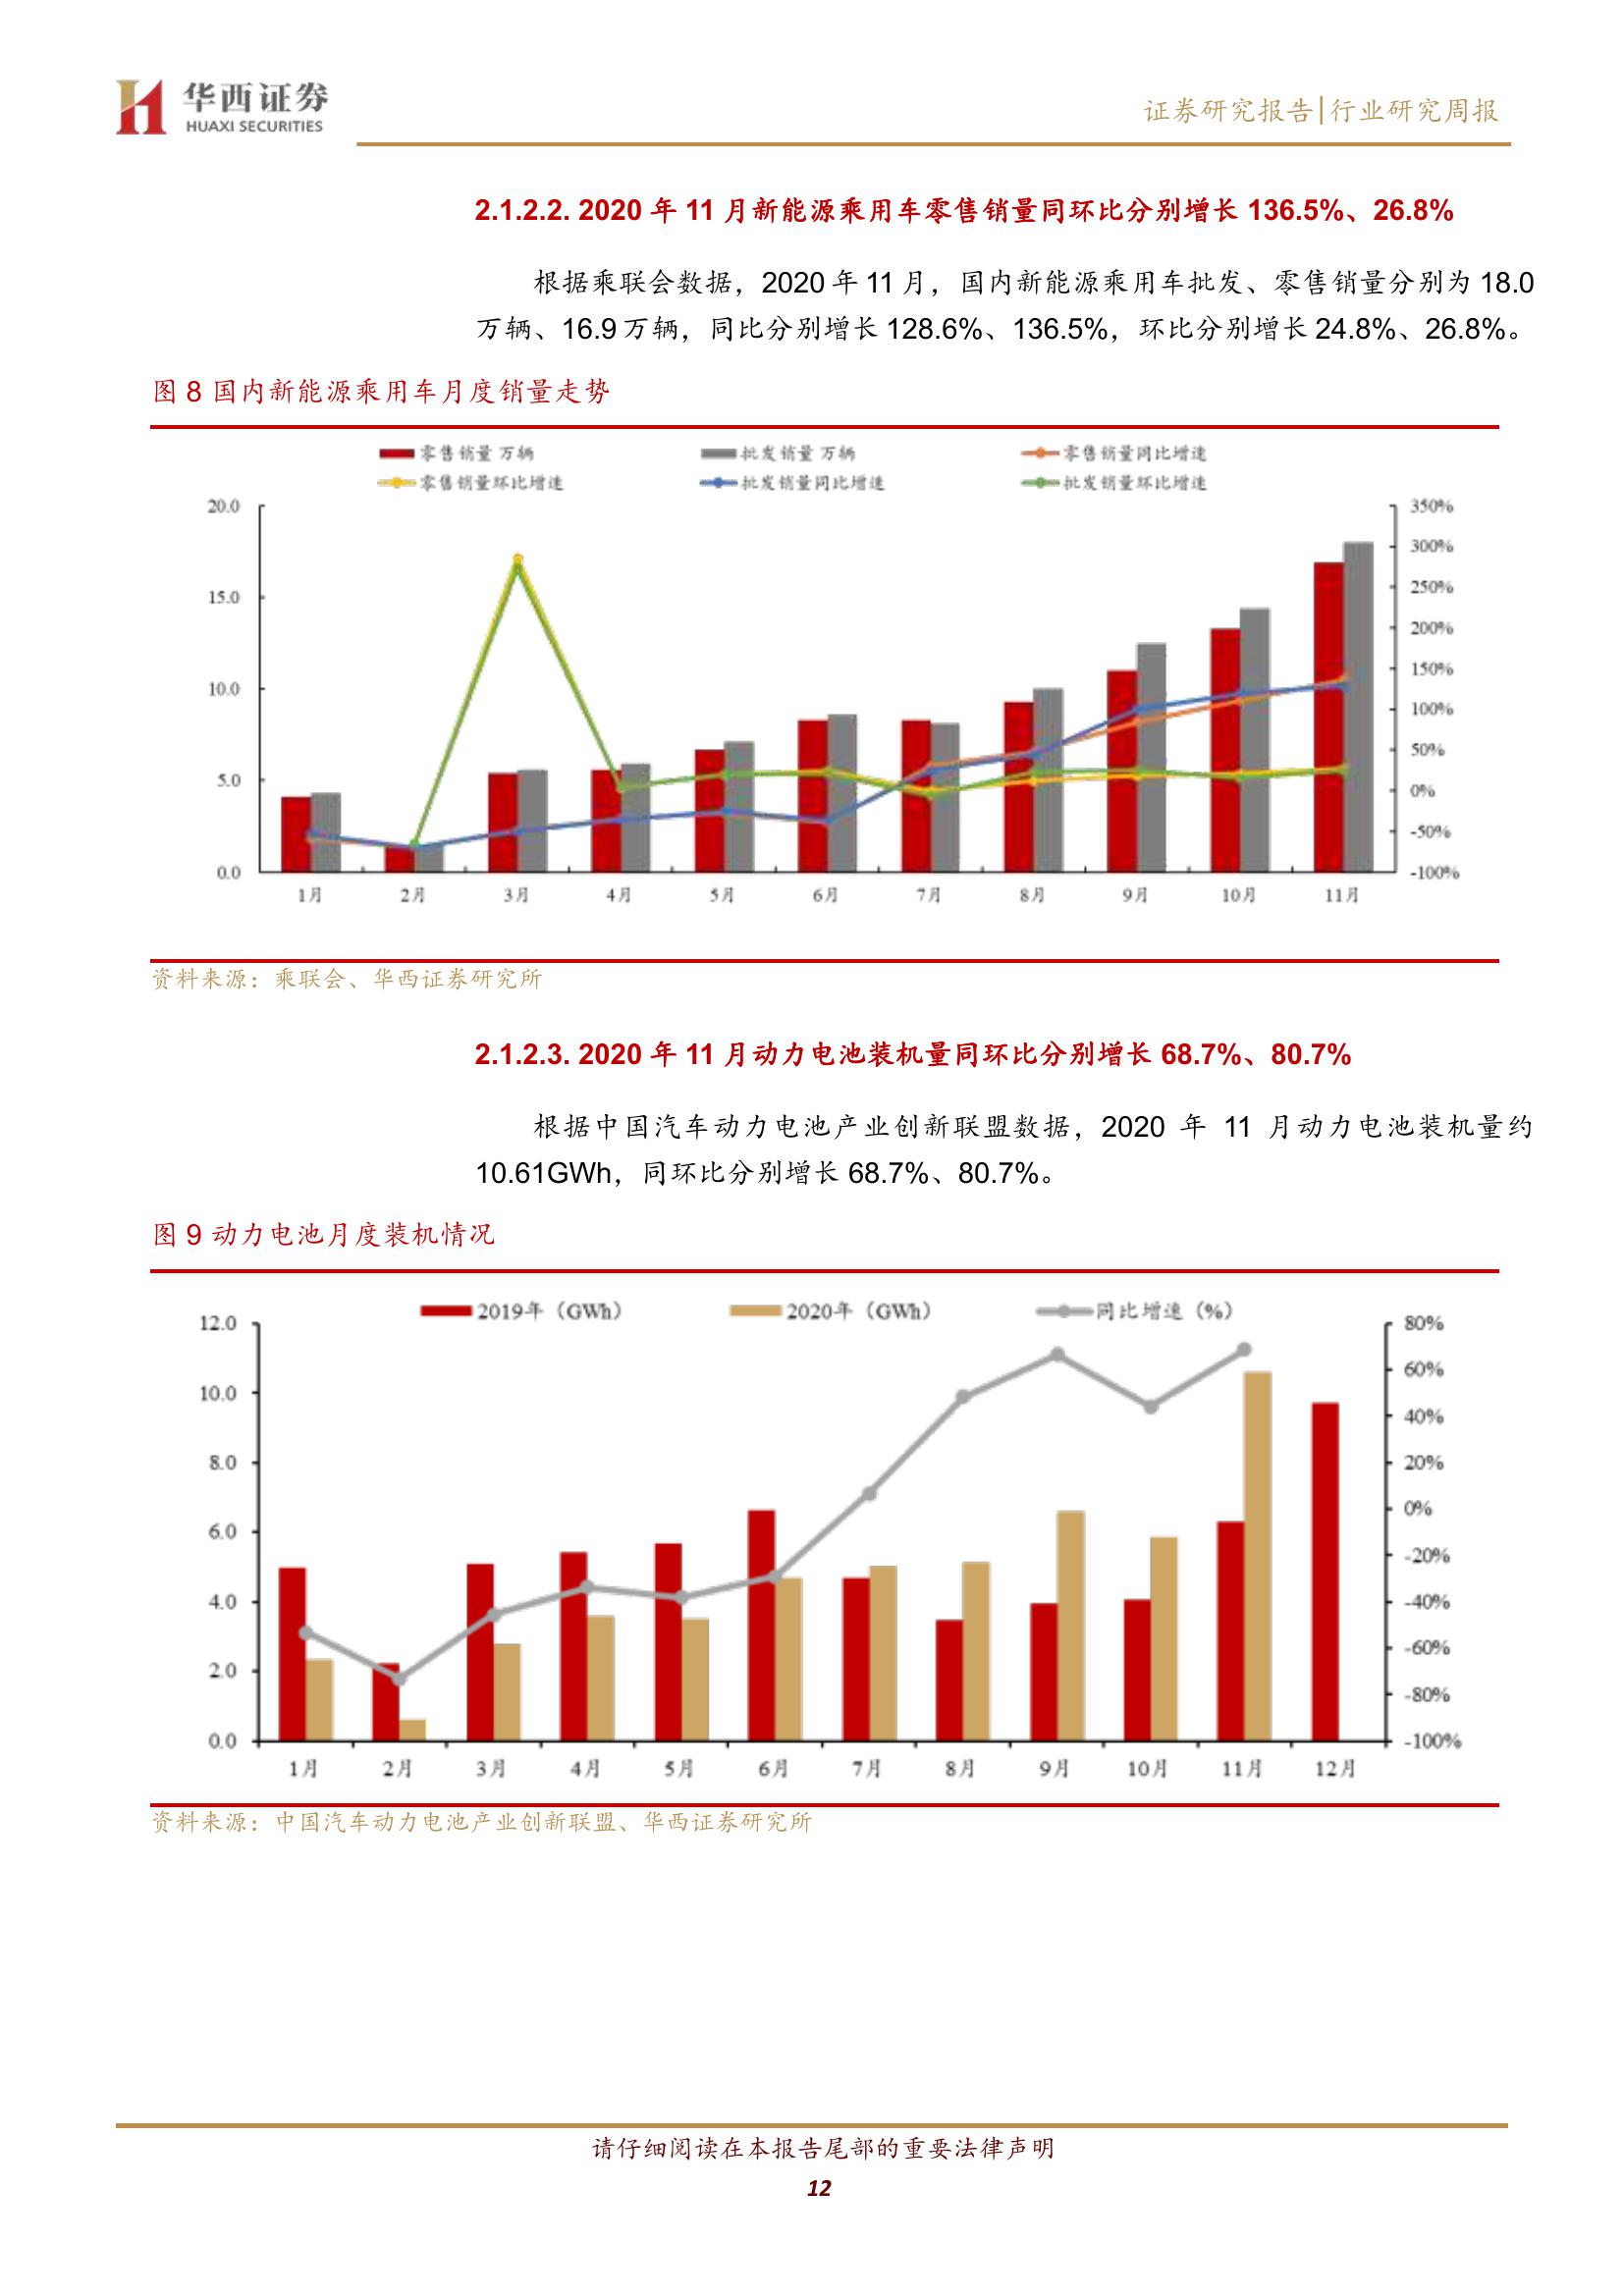 华西证券
HUAXI SECURITIES
证券研究报告|行业研究周报
2.1.2.2. 2020 年 11 月新能源乘用车零售销量同环比分别增长 136.5%、26.8%
根据乘联会数据，2020 年 11 月，国内新能源乘用车批发、零售销量分别为 18.0
万辆、16.9 万辆，同比分别增长 128.6%、136.5%，环比分别增长 24.8%、26.8%。
图 8 国内新能源乘用车月度销量走势
零售销量 万辆 批发销量 万辆 零售销量同比增速
零售销量环比增速 批发销量同比增速 批发销量环比增速
20.0 350%
300%
15.0 250%
200%
10.0 150%
100%
50%
5.0 0%
-50%
0.0 -100%
1月 2月 3月 4月 5月 6月 7月 8月 9月 10月 11月
资料来源：乘联会、华西证券研究所
2.1.2.3. 2020 年 11 月动力电池装机量同环比分别增长 68.7%、80.7%
根据中国汽车动力电池产业创新联盟数据，2020 年 11 月动力电池装机量约
10.61GWh，同环比分别增长 68.7%、80.7%。
图 9 动力电池月度装机情况
2019年（GWh） 2020年（GWh） 同比增速（%）
12.0 80%
60%
10.0 40%
8.0 20%
0%
6.0 -20%
4.0 -40%
-60%
2.0 -80%
0.0 -100%
1月 2月 3月 4月 5月 6月 7月 8月 9月 10月 11月 12月
资料来源：中国汽车动力电池产业创新联盟、华西证券研究所
请仔细阅读在本报告尾部的重要法律声明
12